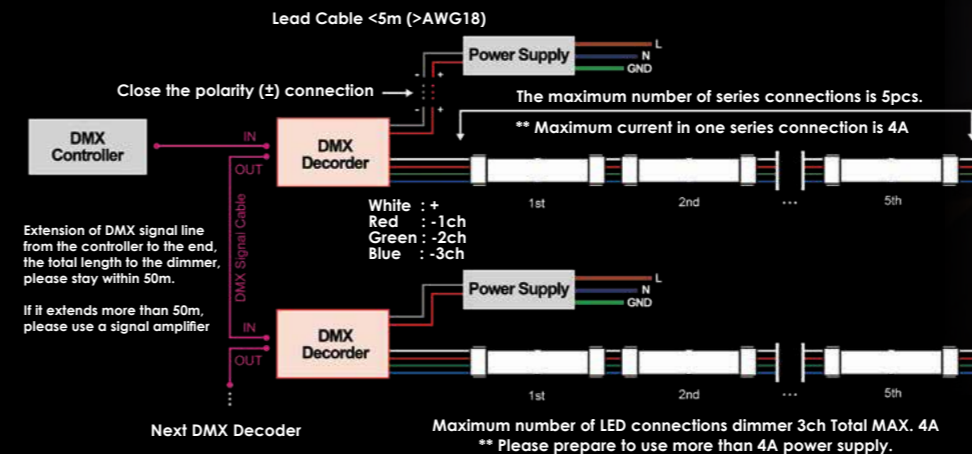 Lead Cable <5m (>AWG18)
Power Supply
L
N
GND
Close the polarity (±) connection
- +
- +
The maximum number of series connections is 5pcs.
** Maximum current in one series connection is 4A
DMX
Controller
IN
OUT
DMX
Decorder
1st
2nd
...
5th
White : +
Red : -1ch
Green : -2ch
Blue : -3ch
DMX Signal Cable
Extension of DMX signal line
from the controller to the end,
the total length to the dimmer,
please stay within 50m.
If it extends more than 50m,
please use a signal amplifier
Power Supply
L
N
GND
IN
OUT
DMX
Decorder
1st
2nd
...
5th
Next DMX Decoder
Maximum number of LED connections dimmer 3ch Total MAX. 4A
** Please prepare to use more than 4A power supply.